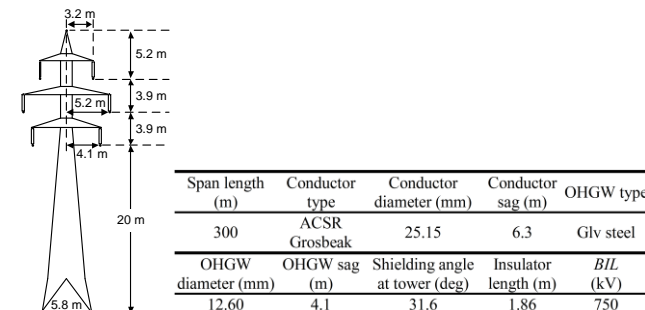 3.2 m
5.2 m
3.9 m
5.2 m
3.9 m
4.1 m
20 m
5.8 m
Span length (m) Conductor type Conductor diameter (mm) Conductor sag (m) OHGW type
300 ACSR Grosbeak 25.15 6.3 Glv steel
OHGW diameter (mm) OHGW sag (m) Shielding angle at tower (deg) Insulator length (m) BIL (kV)
12.60 4.1 31.6 1.86 750